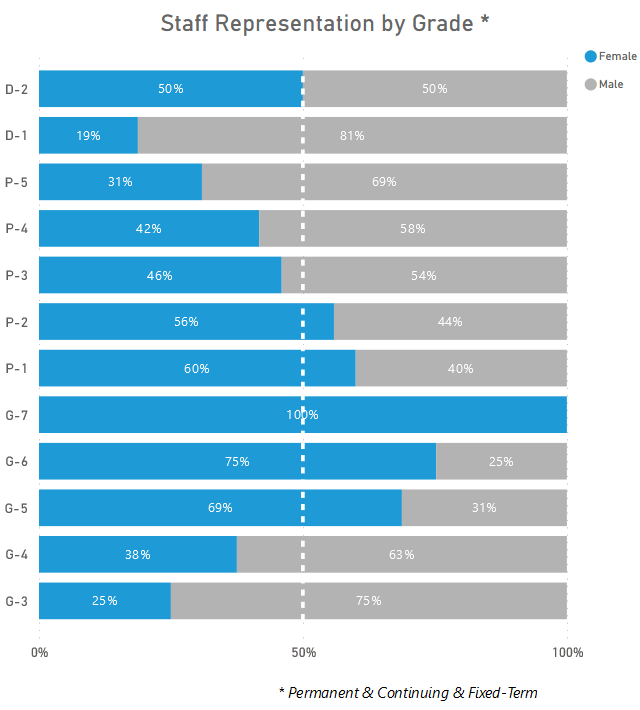 Staff Representation by Grade *
Female
Male
D-2 50% 50%
D-1 19% 81%
P-5 31% 69%
P-4 42% 58%
P-3 46% 54%
P-2 56% 44%
P-1 60% 40%
G-7 100%
G-6 75% 25%
G-5 69% 31%
G-4 38% 63%
G-3 25% 75%
0% 50% 100%
* Permanent & Continuing & Fixed-Term